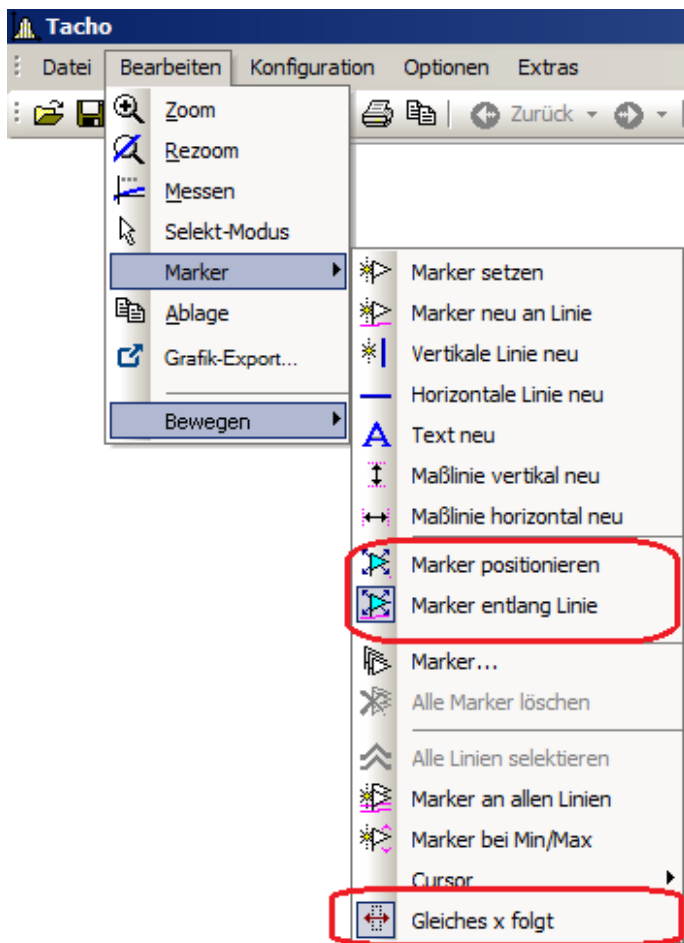 Tacho
Datei Bearbeiten Konfiguration Optionen Extras
Zurück
Zoom
Rezoom
Messen
Selekt-Modus
Marker
Ablage
Grafik-Export...
Bewegen
Marker setzen
Marker neu an Linie
Vertikale Linie neu
Horizontale Linie neu
Text neu
Maßlinie vertikal neu
Maßlinie horizontal neu
Marker positionieren
Marker entlang Linie
Marker...
Alle Marker löschen
Alle Linien selektieren
Marker an allen Linien
Marker bei Min/Max
Cursor
Gleiches x folgt